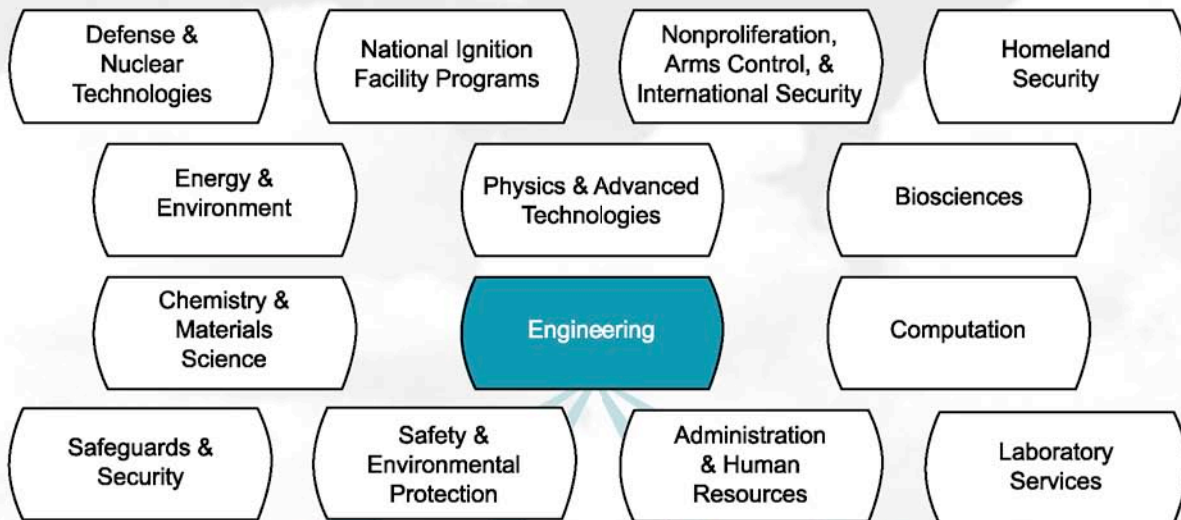 Defense &
Nuclear
Technologies
National Ignition
Facility Programs
Nonproliferation,
Arms Control, &
International Security
Homeland
Security
Energy &
Environment
Physics & Advanced
Technologies
Biosciences
Chemistry &
Materials
Science
Engineering
Computation
Safeguards &
Security
Safety &
Environmental
Protection
Administration
& Human
Resources
Laboratory
Services